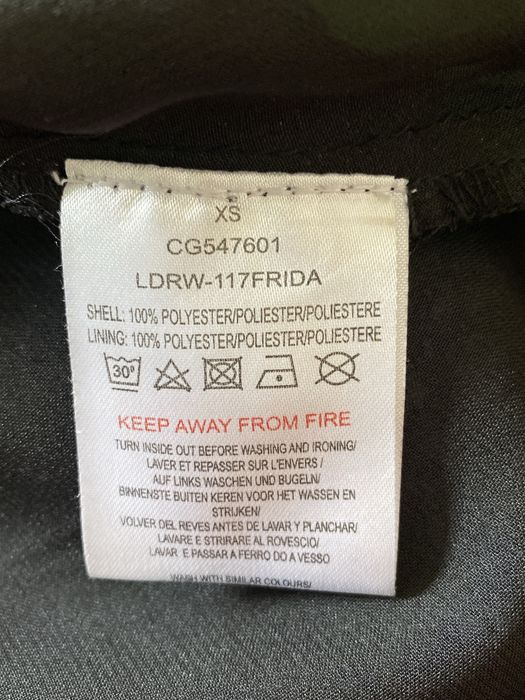 XS
CG547601
LDRW-117FRIDA
SHELL: 100% POLYESTER/POLIESTER/POLIESTERE
LINING: 100% POLYESTER/POLIESTER/POLIESTERE
30°
KEEP AWAY FROM FIRE
TURN INSIDE OUT BEFORE WASHING AND IRONING/
LAVER ET REPASSER SUR L'ENVERS /
AUF LINKS WASCHEN UND BUGELN/
BINNENSTE BUITEN KEREN VOOR HET WASSEN EN
STRIJKEN/
VOLVER DEL REVES ANTES DE LAVAR Y PLANCHAR/
LAVARE E STIRARE AL ROVESCIO/
LAVAR E PASSAR A FERRO DO A VESSO
WASH WITH SIMILAR COLOURS/